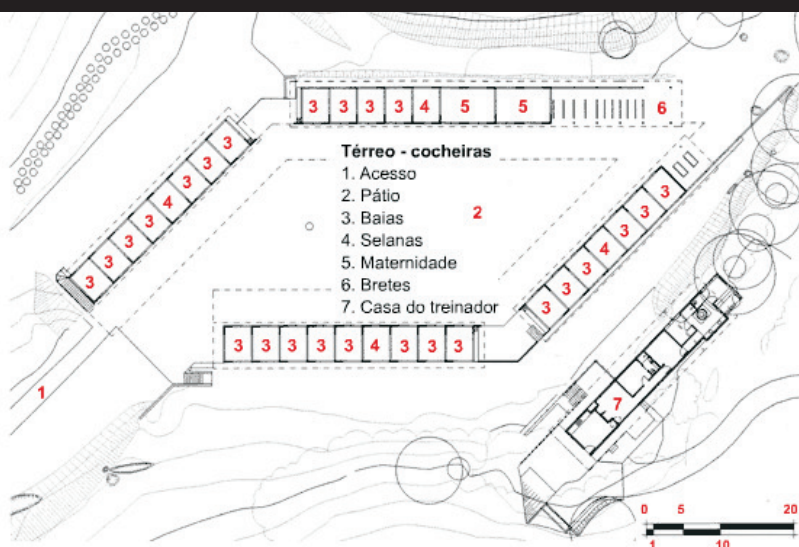 3 3 3 3 4 5 5 6
3
3
3
4
3
3
3
3
Térreo - cocheiras
1. Acesso
2. Pátio
3. Baias
4. Selanas
5. Maternidade
6. Bretes
7. Casa do treinador
2
3
3
3
4
3
3
3
3 3 3 3 3 4 3 3 3
1
7
0 5 20
1 10